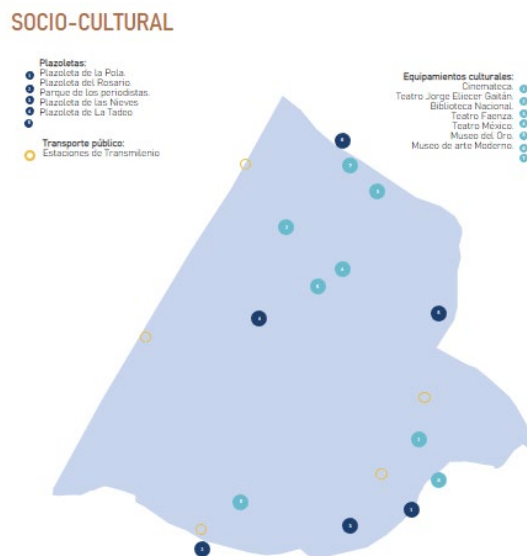 SOCIO-CULTURAL
Plazoletas:
Plazoleta de la Pola.
Plazoleta del Rosario.
Parque de los periodistas.
Plazoleta de las Nieves
Plazoleta de La Tadeo
Transporte público:
Estaciones de Transmilenio
Equipamientos culturales:
Cinemateca.
Teatro Jorge Eliecer Gaitán.
Biblioteca Nacional.
Teatro Faenza.
Teatro México.
Museo del Oro.
Museo de arte Moderno.